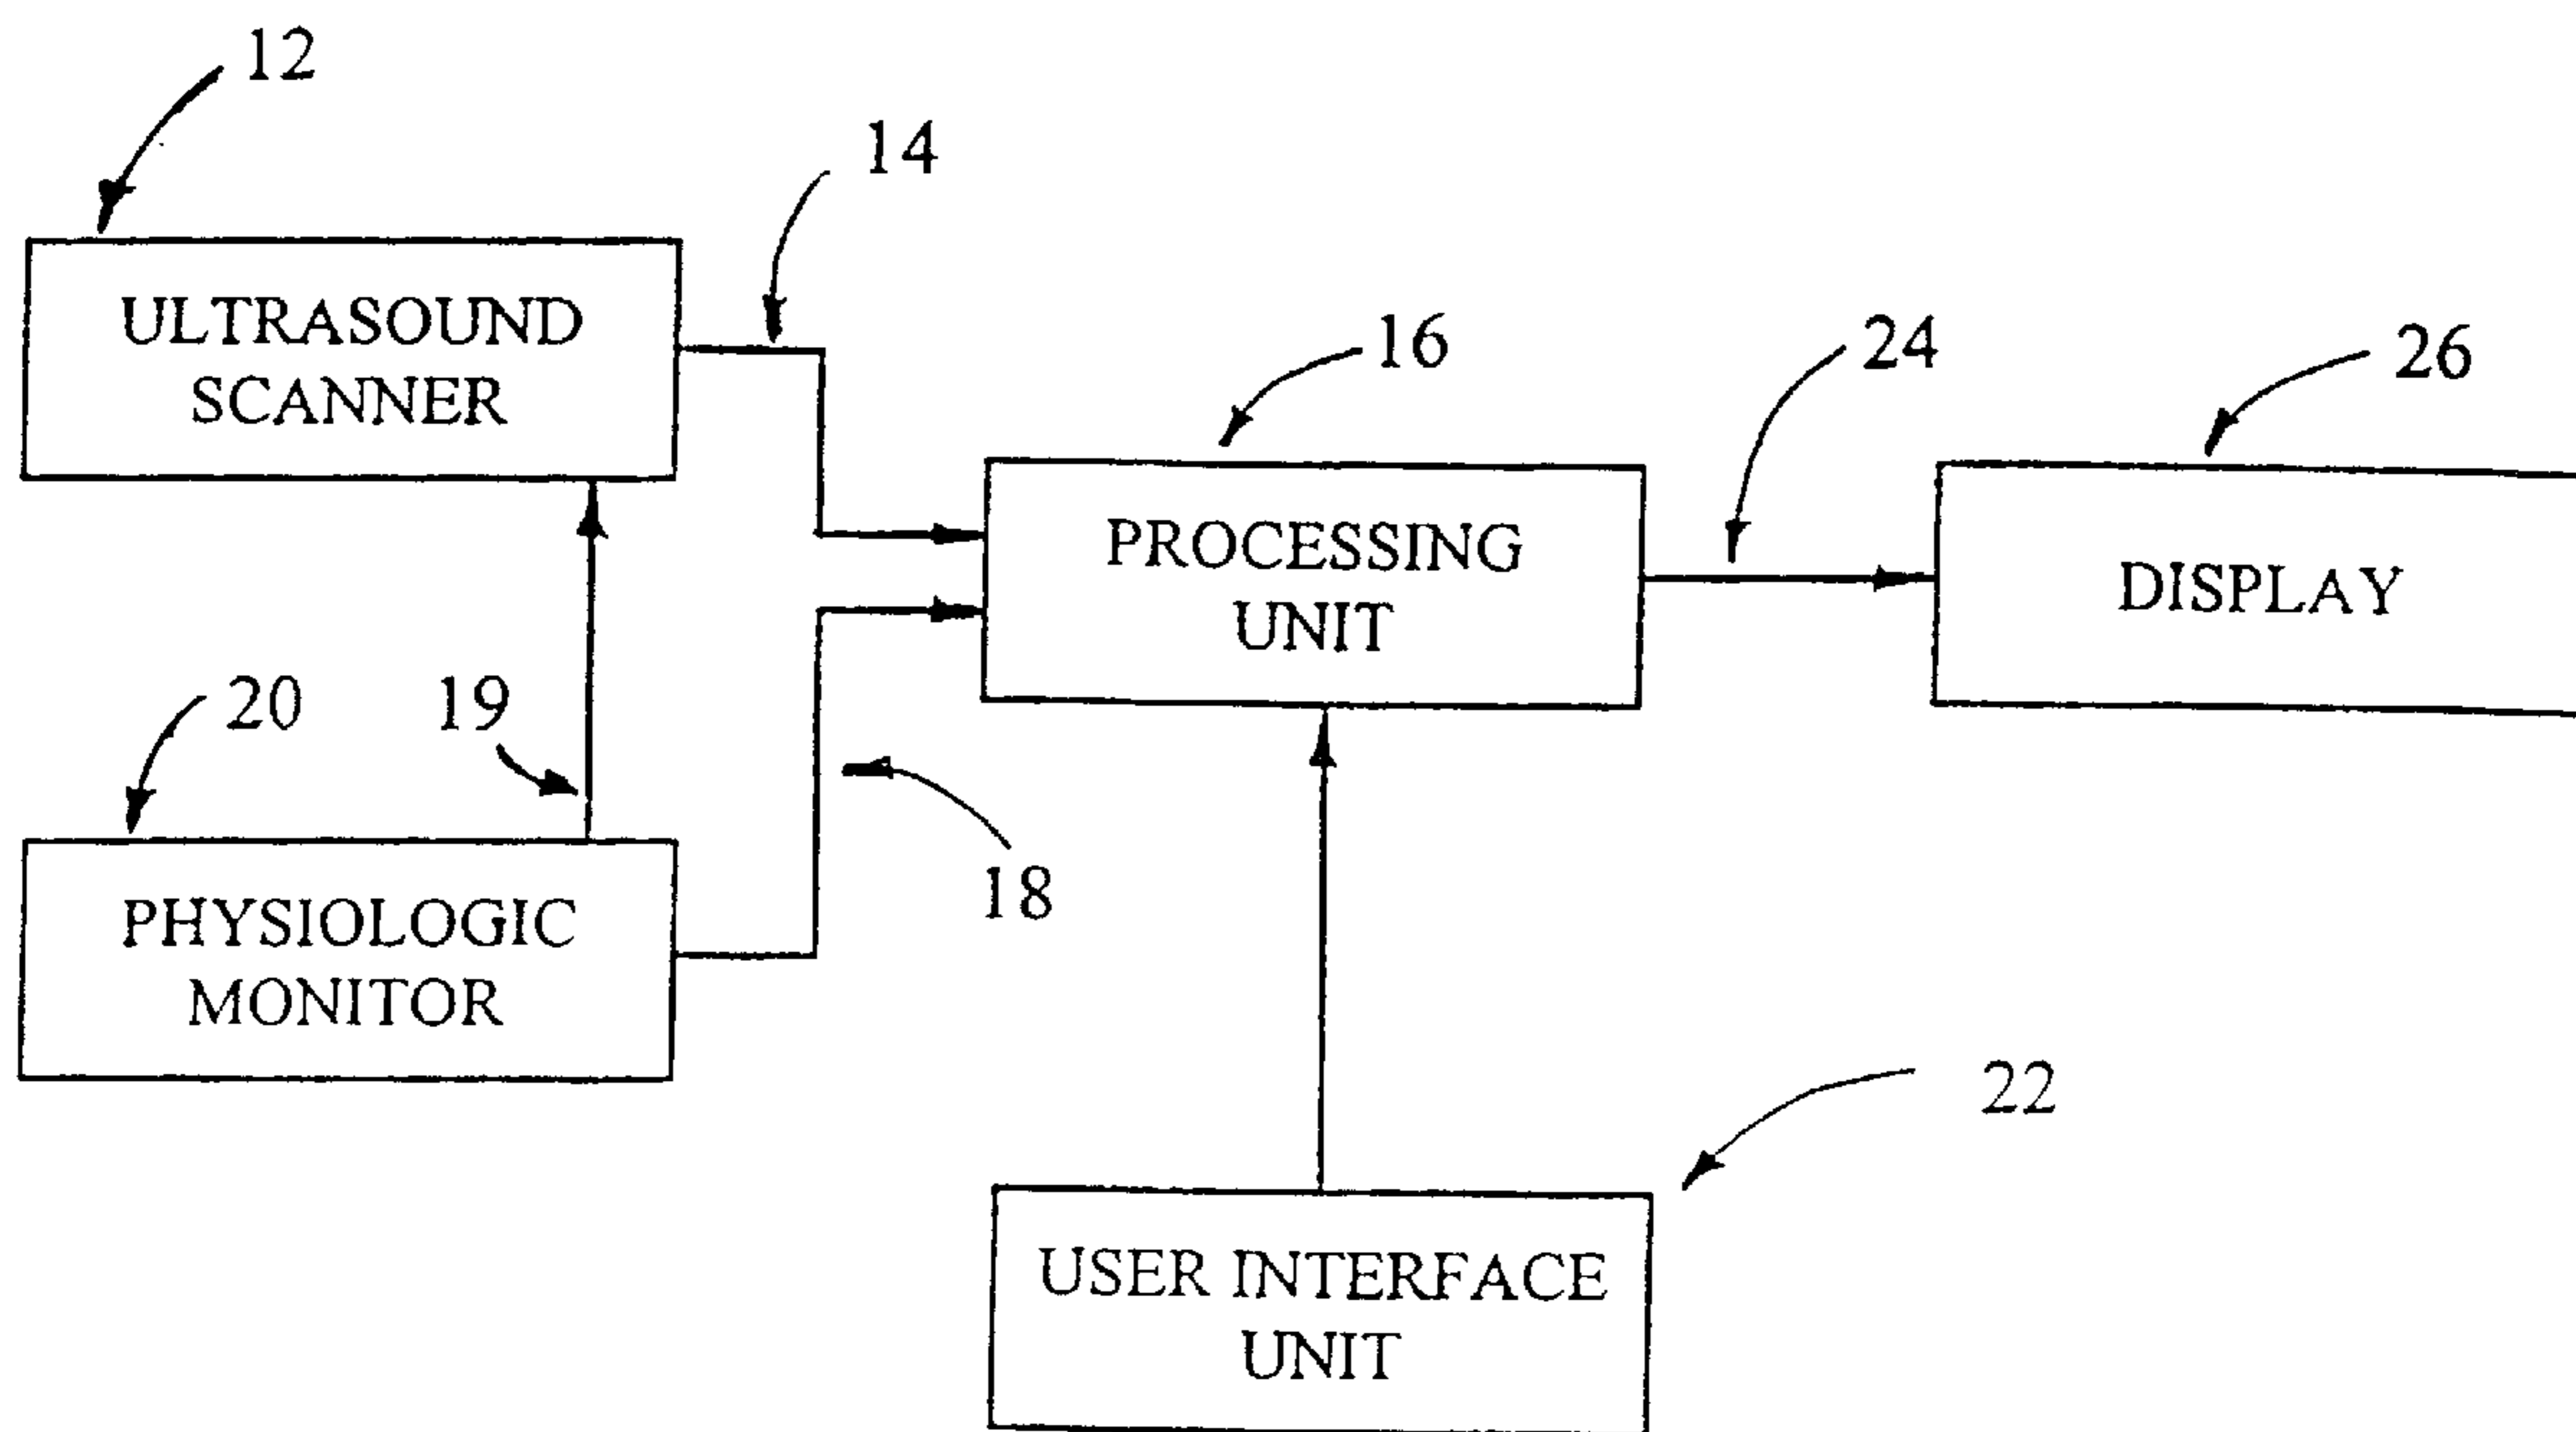 12
14
ULTRASOUND
SCANNER
16
24
26
PROCESSING
UNIT
DISPLAY
20
19
18
PHYSIOLOGIC
MONITOR
22
USER INTERFACE
UNIT